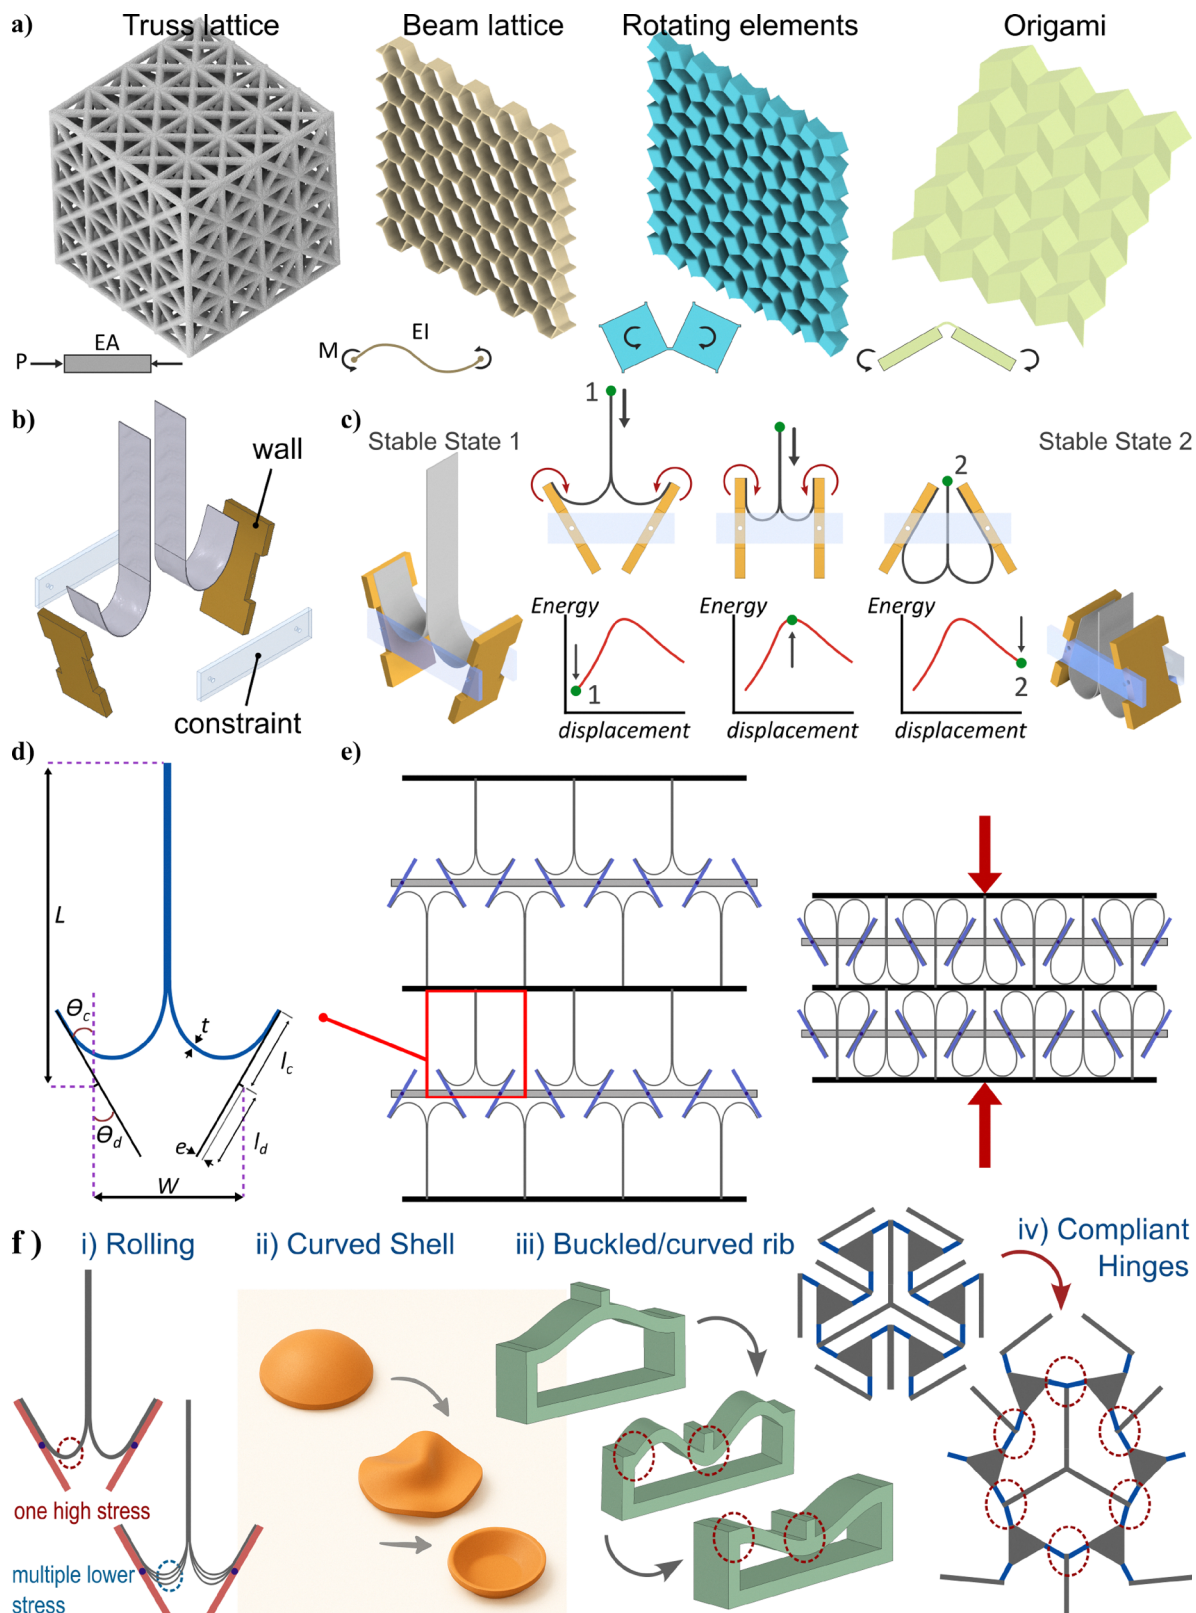 a)
Truss lattice
Beam lattice
Rotating elements
Origami
P
EA
M
EI
b)
wall
constraint
c)
Stable State 1
1
2
Stable State 2
Energy
1
displacement
Energy
displacement
Energy
2
displacement
d)
L
Θc
t
lc
Θd
e
ld
W
e)
f )
i) Rolling
one high stress
multiple lower
stress
ii) Curved Shell
iii) Buckled/curved rib
iv) Compliant
Hinges